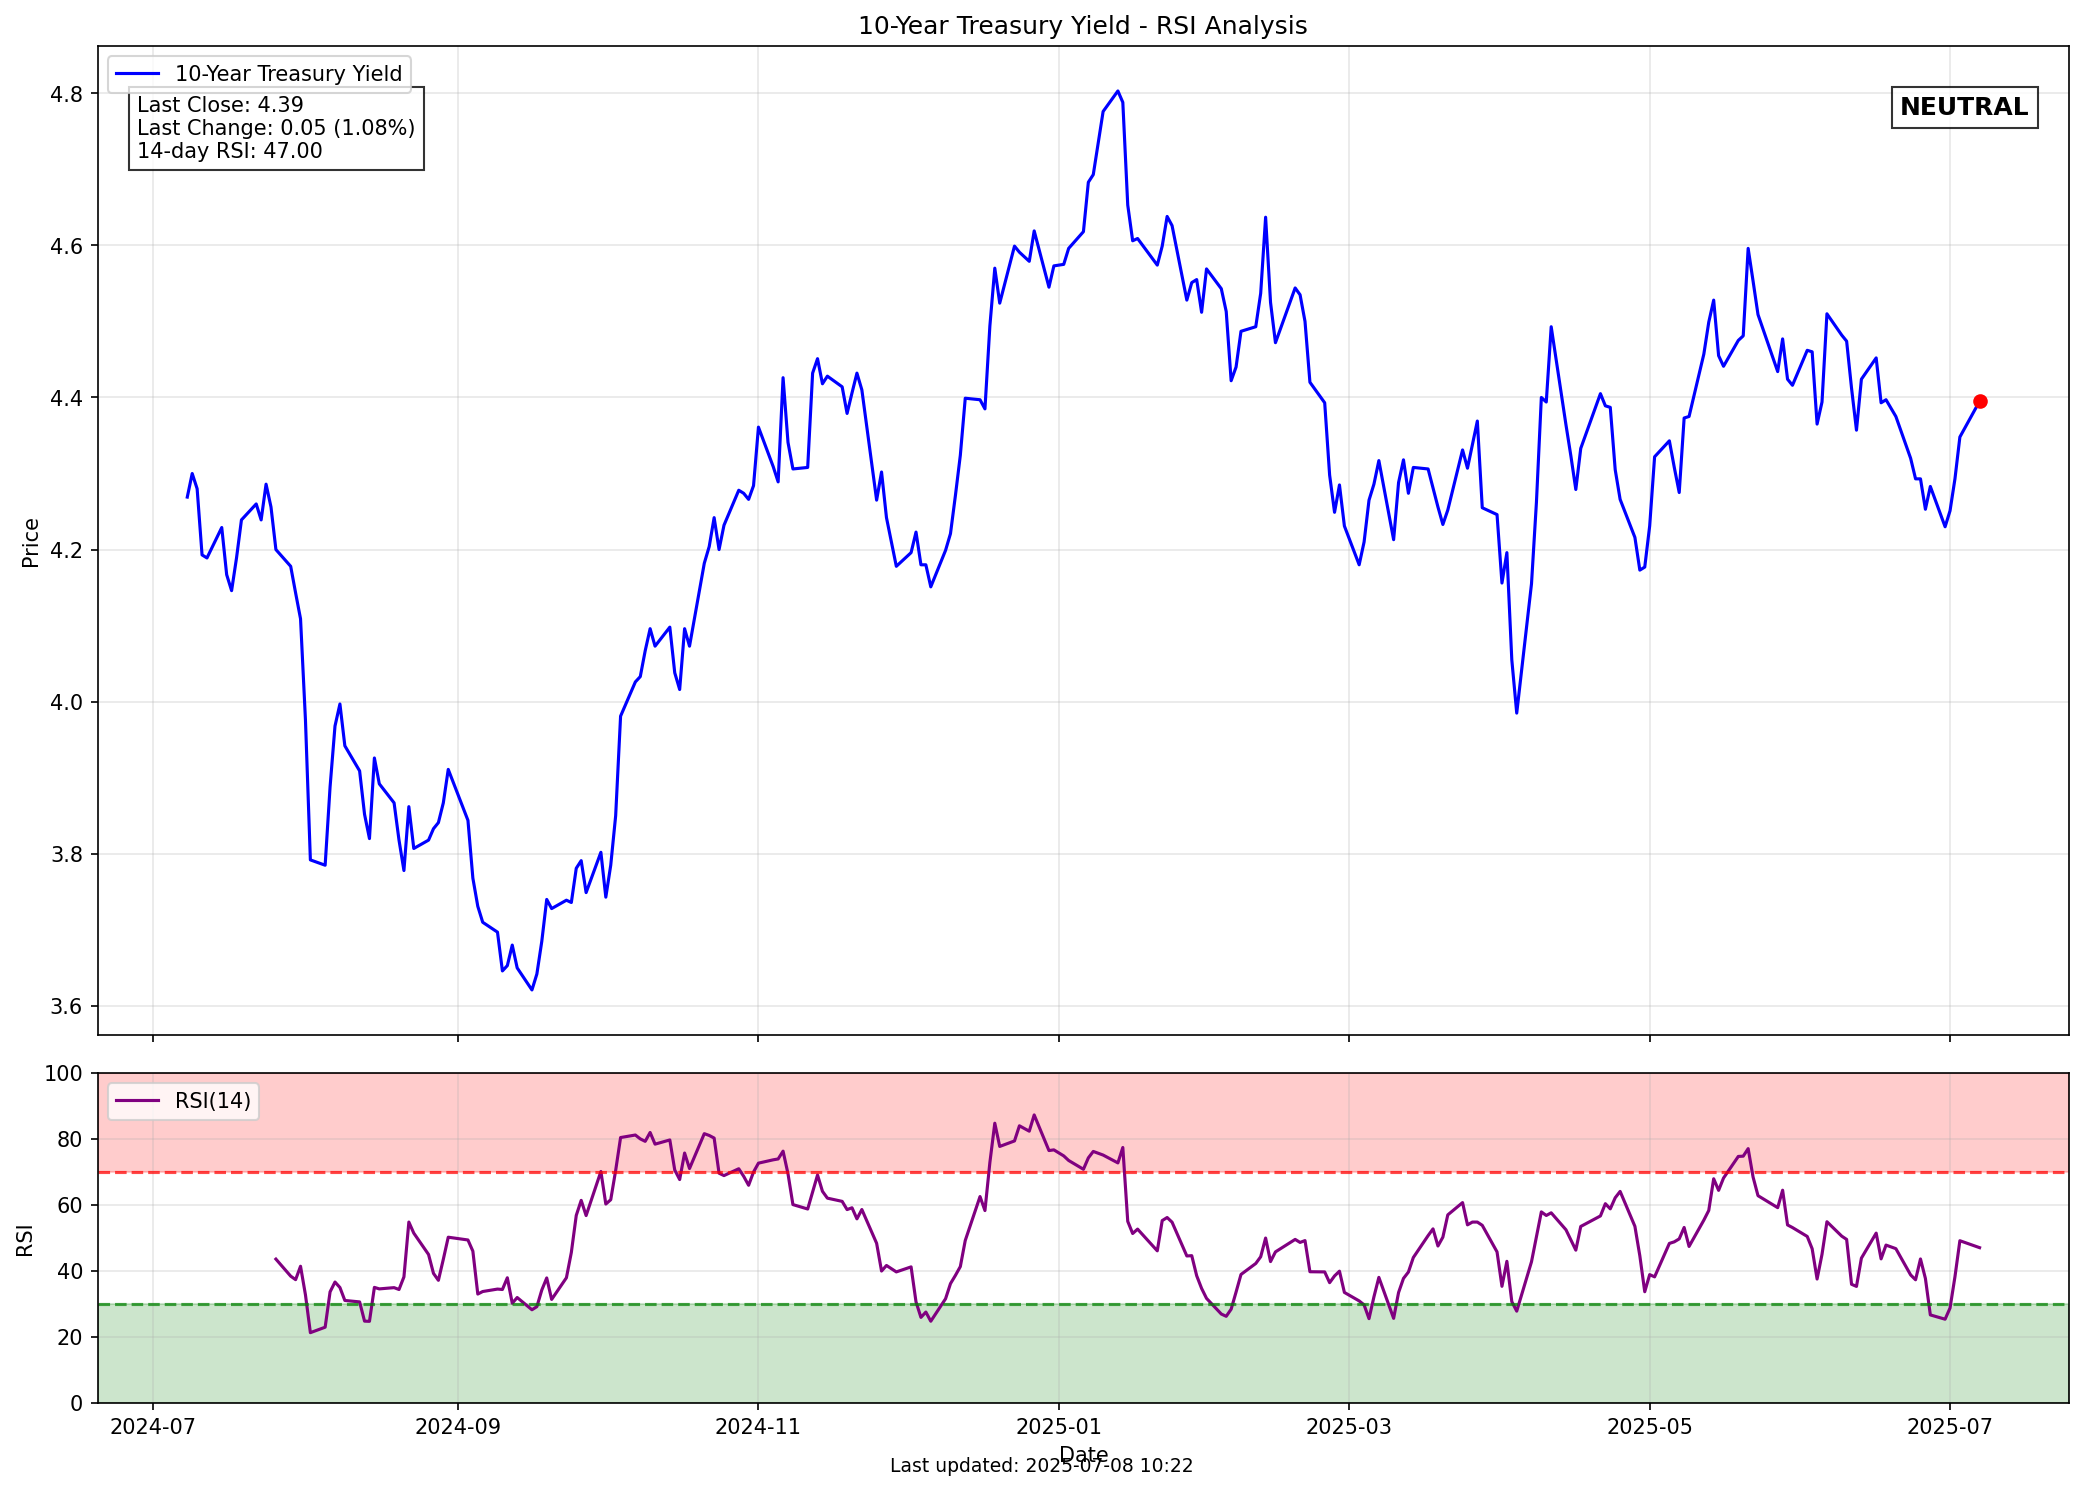 10-Year Treasury Yield - RSI Analysis
10-Year Treasury Yield
Last Close: 4.39
Last Change: 0.05 (1.08%)
14-day RSI: 47.00
NEUTRAL
4.8
4.6
4.4
4.2
4.0
3.8
3.6
Price
RSI(14)
100
80
60
40
20
0
RSI
2024-07
2024-09
2024-11
2025-01
2025-03
2025-05
2025-07
Date
Last updated: 2025-07-08 10:22